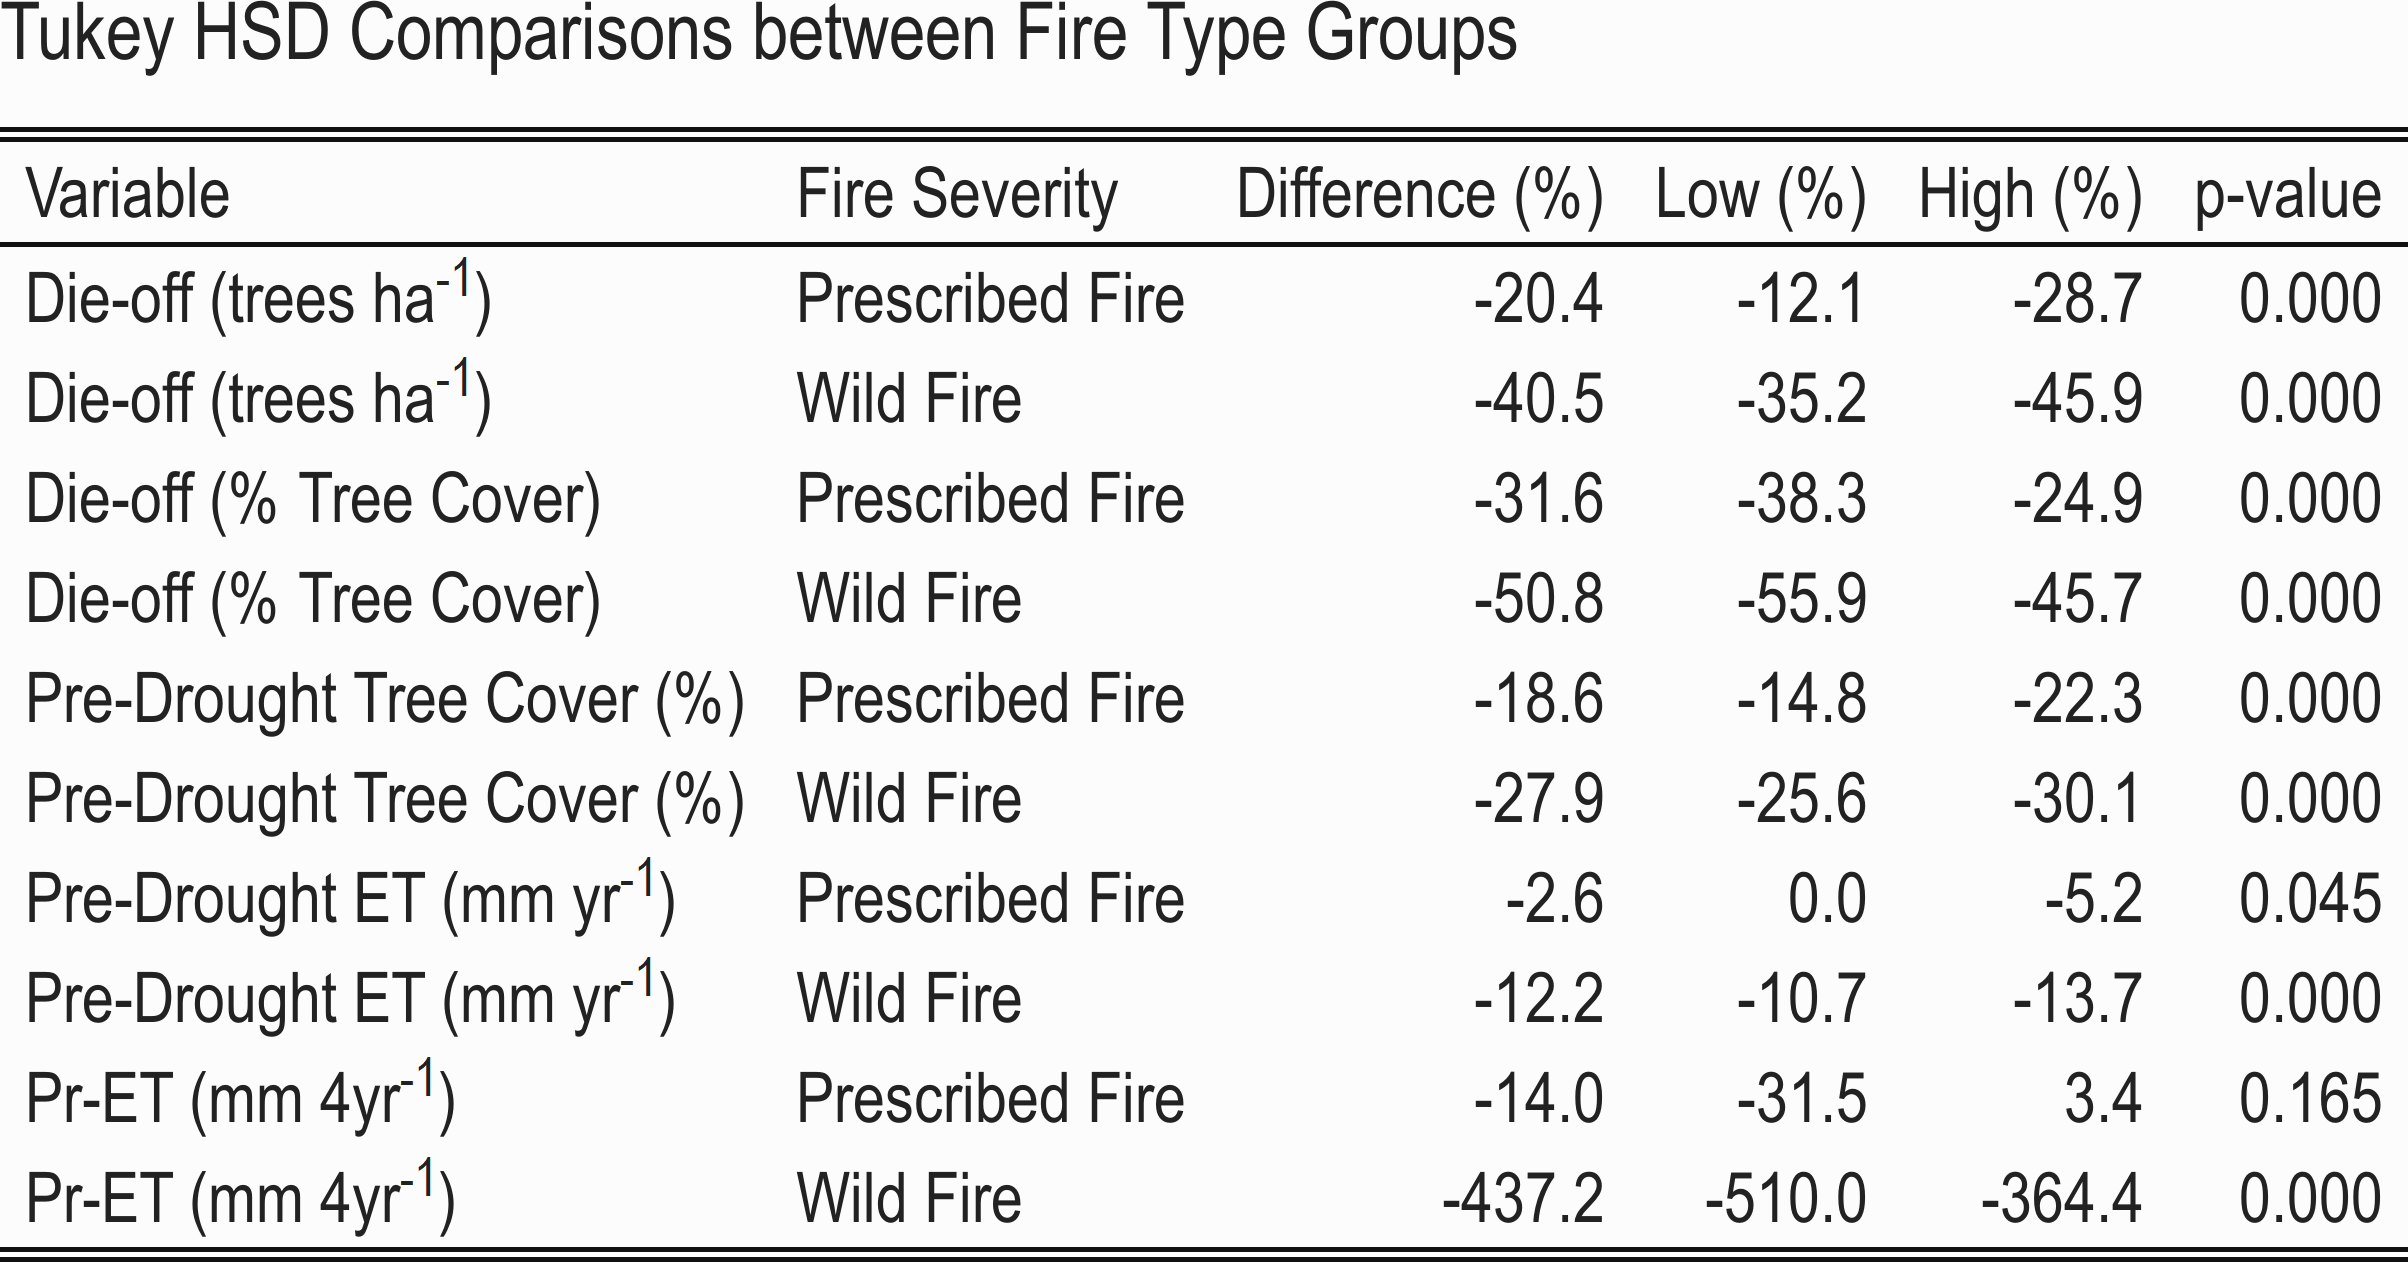 Tukey HSD Comparisons between Fire Type Groups
Variable Fire Severity Difference (%) Low (%) High (%) p-value
Die-off (trees ha⁻¹) Prescribed Fire -20.4 -12.1 -28.7 0.000
Die-off (trees ha⁻¹) Wild Fire -40.5 -35.2 -45.9 0.000
Die-off (% Tree Cover) Prescribed Fire -31.6 -38.3 -24.9 0.000
Die-off (% Tree Cover) Wild Fire -50.8 -55.9 -45.7 0.000
Pre-Drought Tree Cover (%) Prescribed Fire -18.6 -14.8 -22.3 0.000
Pre-Drought Tree Cover (%) Wild Fire -27.9 -25.6 -30.1 0.000
Pre-Drought ET (mm yr⁻¹) Prescribed Fire -2.6 0.0 -5.2 0.045
Pre-Drought ET (mm yr⁻¹) Wild Fire -12.2 -10.7 -13.7 0.000
Pr-ET (mm 4yr⁻¹) Prescribed Fire -14.0 -31.5 3.4 0.165
Pr-ET (mm 4yr⁻¹) Wild Fire -437.2 -510.0 -364.4 0.000